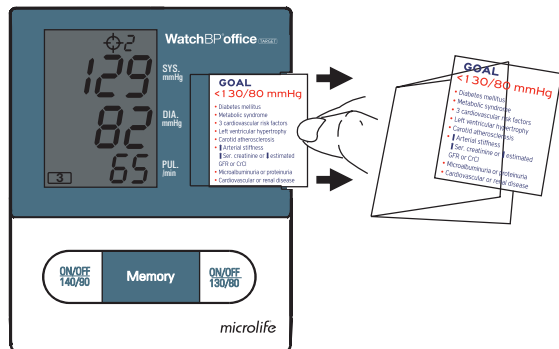 2
WatchBP office TARGET
129
SYS.
mmHg
82
DIA.
mmHg
65
PUL.
/min
3
GOAL
<130/80 mmHg
• Diabetes mellitus
• Metabolic syndrome
• 3 cardiovascular risk factors
• Left ventricular hypertrophy
• Carotid atherosclerosis
• Arterial stiffness
Ser. creatinine or estimated
GFR or CrCl
• Microalbuminuria or proteinuria
• Cardiovascular or renal disease
GOAL
<130/80 mmHg
• Diabetes mellitus
• Metabolic syndrome
• 3 cardiovascular risk factors
• Left ventricular hypertrophy
• Carotid atherosclerosis
• Arterial stiffness
Ser. creatinine or estimated
GFR or CrCl
• Microalbuminuria or proteinuria
• Cardiovascular or renal disease
ON/OFF
140/90
Memory
ON/OFF
130/80
microlife